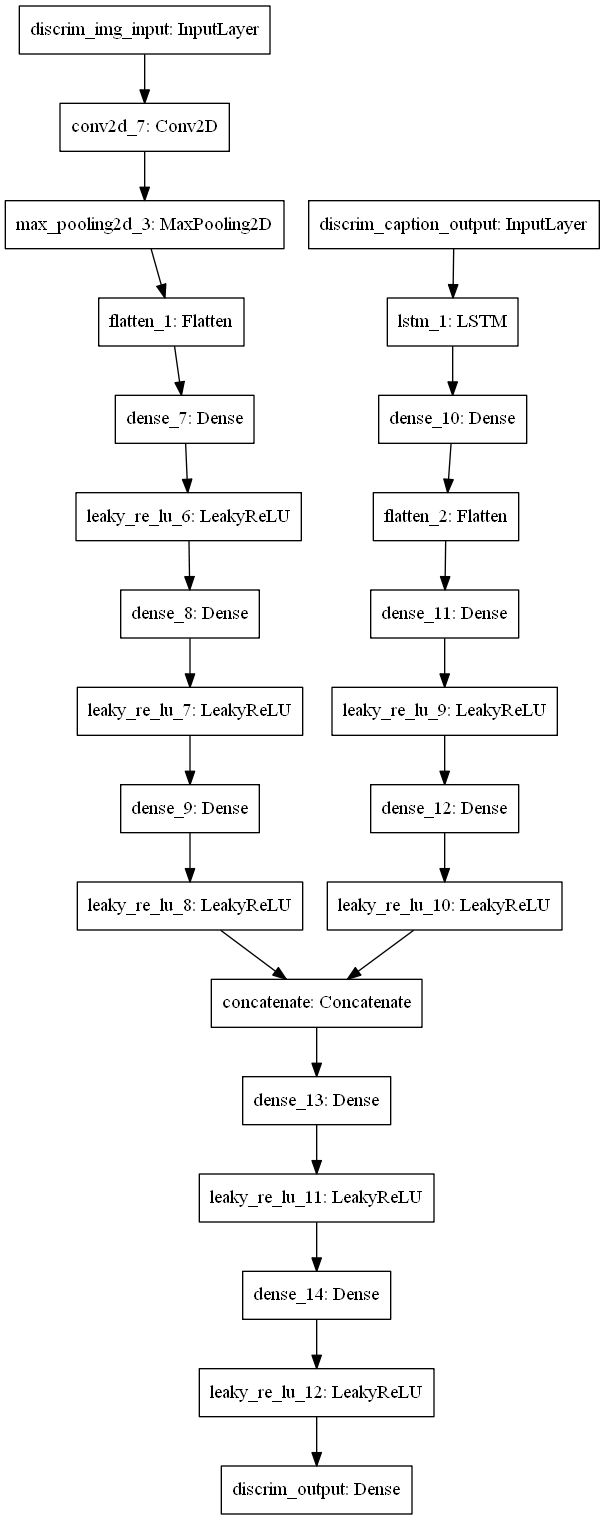 discrim_img_input: InputLayer
conv2d_7: Conv2D
max_pooling2d_3: MaxPooling2D
discrim_caption_output: InputLayer
flatten_1: Flatten
lstm_1: LSTM
dense_7: Dense
dense_10: Dense
leaky_re_lu_6: LeakyReLU
flatten_2: Flatten
dense_8: Dense
dense_11: Dense
leaky_re_lu_7: LeakyReLU
leaky_re_lu_9: LeakyReLU
dense_9: Dense
dense_12: Dense
leaky_re_lu_8: LeakyReLU
leaky_re_lu_10: LeakyReLU
concatenate: Concatenate
dense_13: Dense
leaky_re_lu_11: LeakyReLU
dense_14: Dense
leaky_re_lu_12: LeakyReLU
discrim_output: Dense